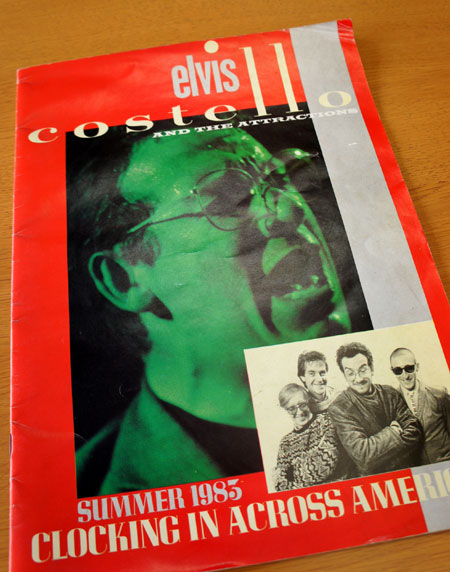 elvis
costello
AND THE ATTRACTIONS
SUMMER 1983
CLOCKING IN ACROSS AMERIC